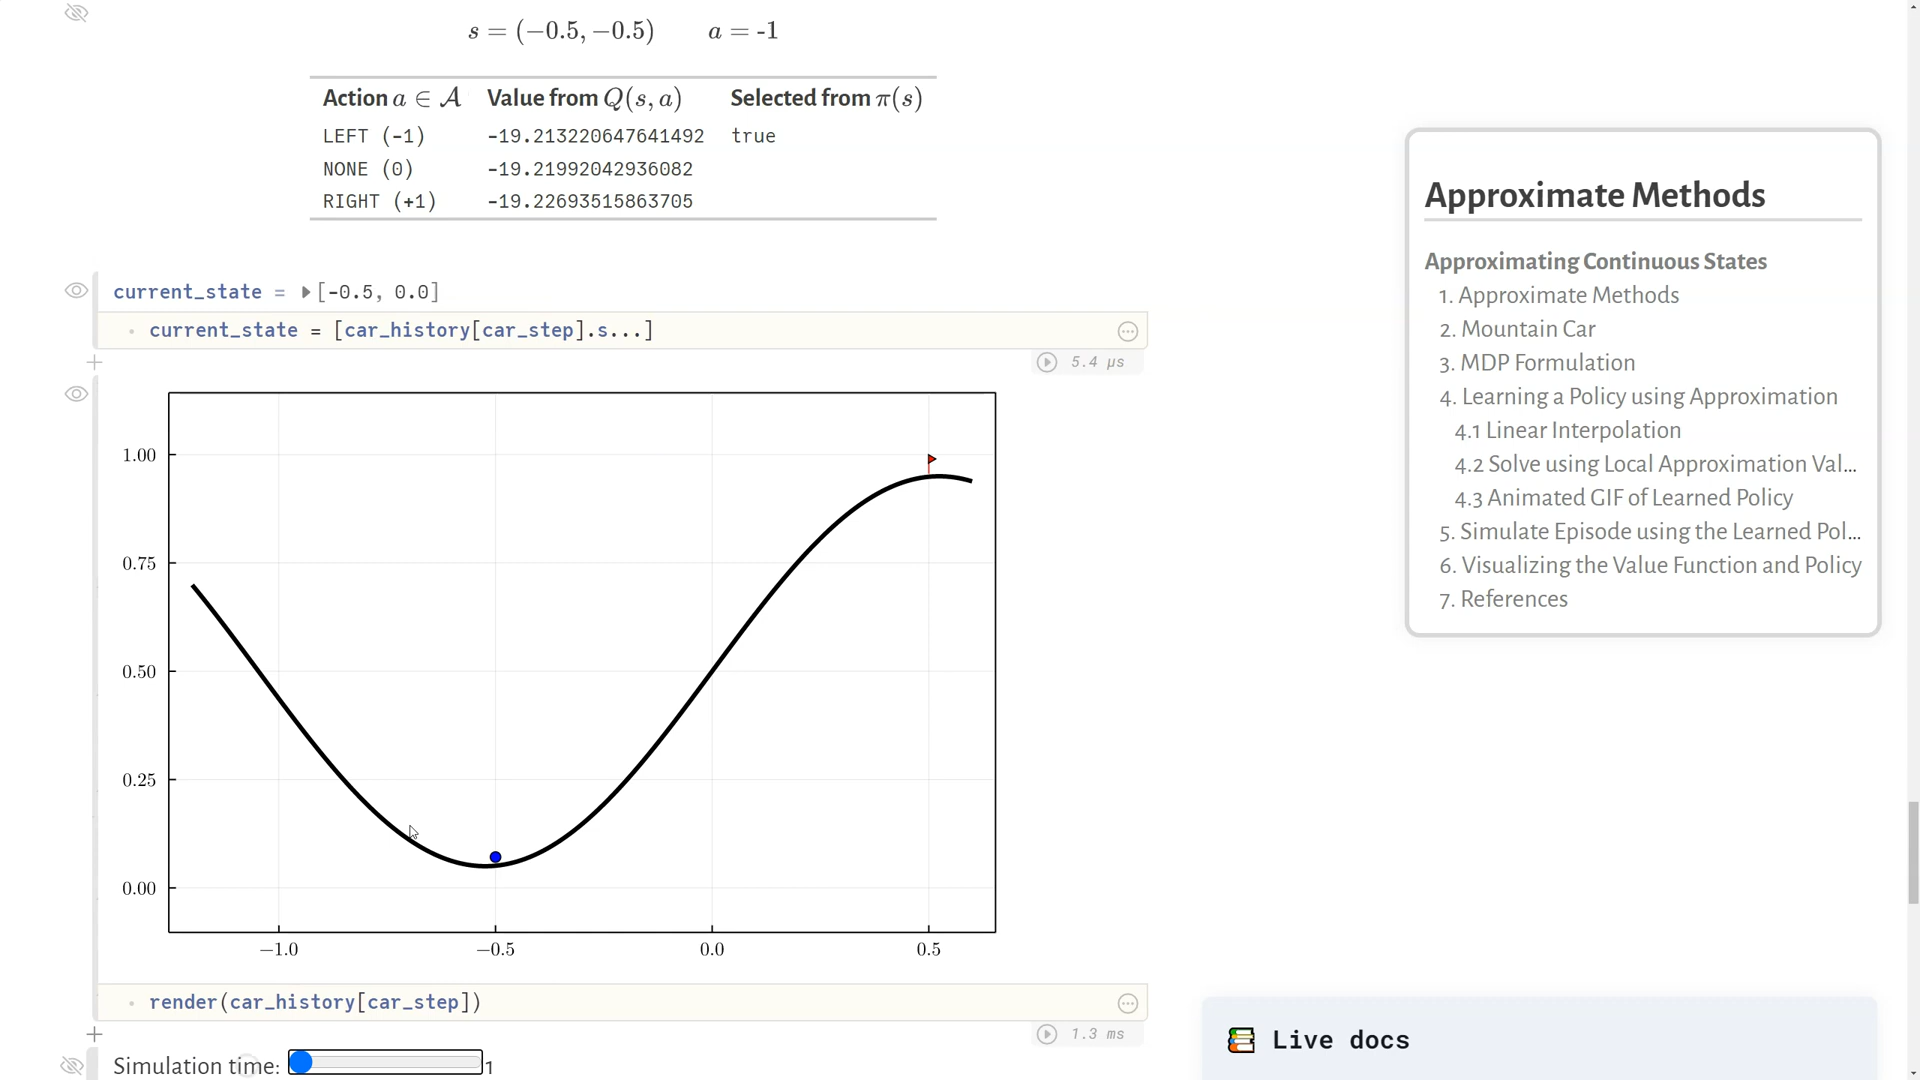 s = (−0.5, −0.5) a = -1
Action a ∈ 𝒜 Value from Q(s, a) Selected from π(s)
LEFT (-1) -19.213220647641492 true
NONE (0) -19.21992042936082
RIGHT (+1) -19.22693515863705
current_state = [-0.5, 0.0]
current_state = [car_history[car_step].s...]
5.4 μs
1.00
0.75
0.50
0.25
0.00
−1.0 −0.5 0.0 0.5
render(car_history[car_step])
1.3 ms
Simulation time: 1
Approximate Methods
Approximating Continuous States
1. Approximate Methods
2. Mountain Car
3. MDP Formulation
4. Learning a Policy using Approximation
4.1 Linear Interpolation
4.2 Solve using Local Approximation Val...
4.3 Animated GIF of Learned Policy
5. Simulate Episode using the Learned Pol...
6. Visualizing the Value Function and Policy
7. References
Live docs